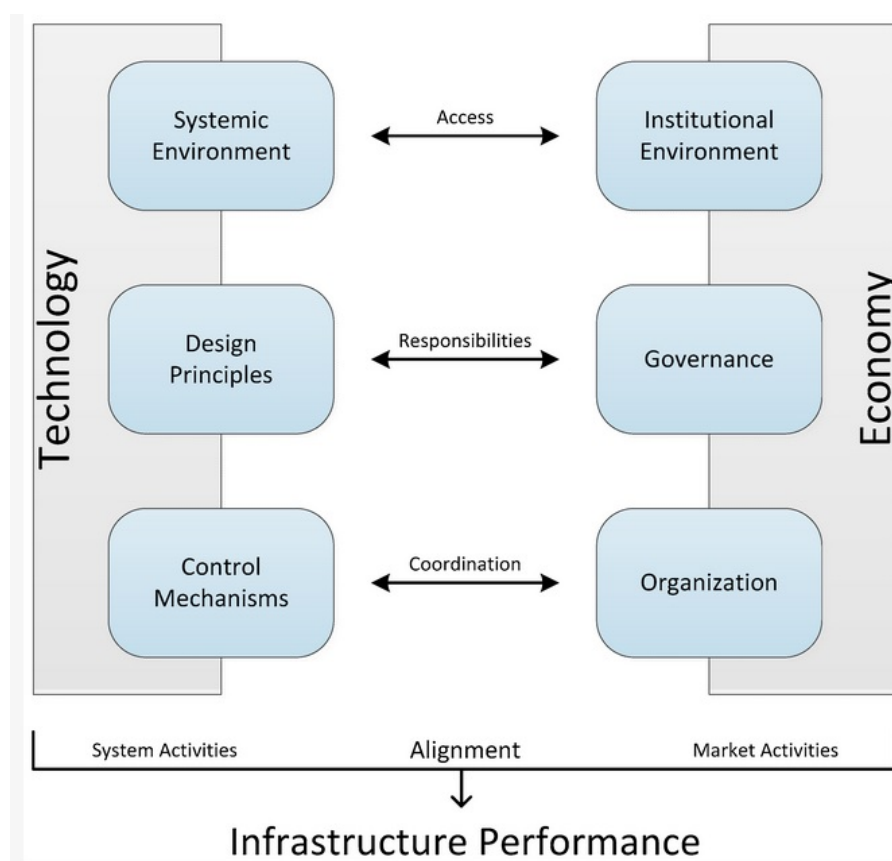 Technology
Systemic
Environment
Access
Institutional
Environment
Economy
Design
Principles
Responsibilities
Governance
Control
Mechanisms
Coordination
Organization
System Activities
Alignment
Market Activities
Infrastructure Performance